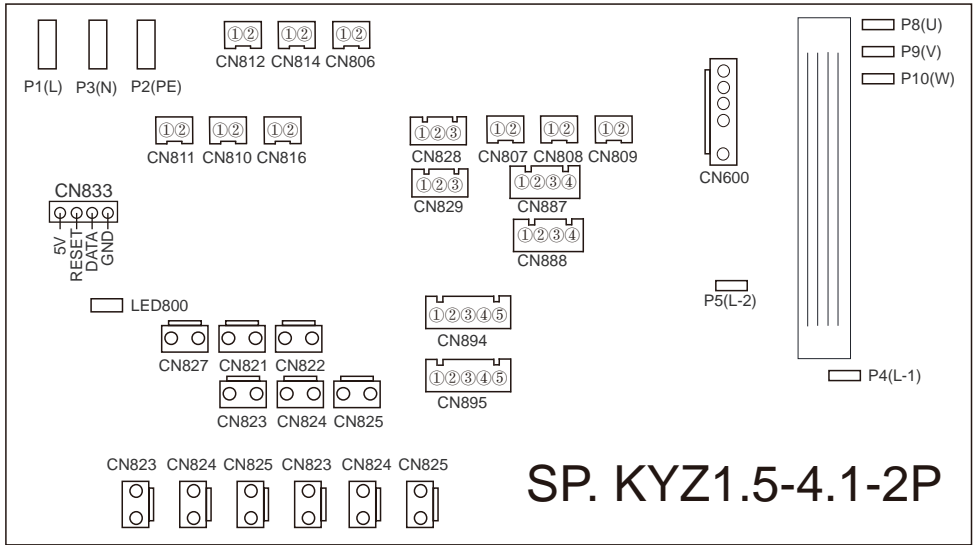 ①② ①② ①②
CN812 CN814 CN806
P1(L) P3(N) P2(PE)
P8(U)
P9(V)
P10(W)
①② ①② ①②
CN811 CN810 CN816
①②③ ①② ①② ①②
CN828 CN807 CN808 CN809
①②③ ①②③④
CN829 CN887
CN600
CN833
5V
RESET
DATA
GND
①②③④
CN888
LED800
P5(L-2)
①②③④⑤
CN894
CN827 CN821 CN822
①②③④⑤
CN895
P4(L-1)
CN823 CN824 CN825
CN823 CN824 CN825 CN823 CN824 CN825
SP. KYZ1.5-4.1-2P